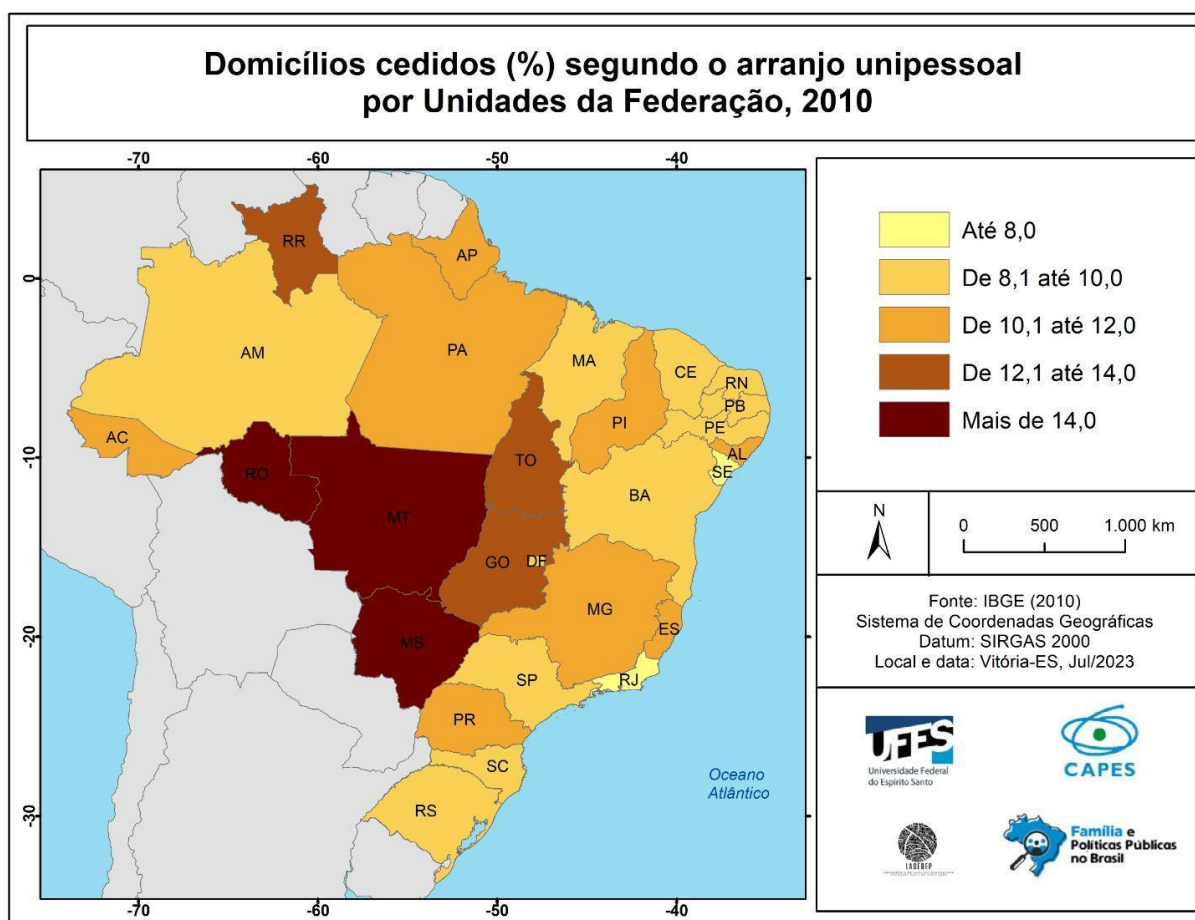 Domicílios cedidos (%) segundo o arranjo unipessoal
por Unidades da Federação, 2010
-70
-60
-50
-40
0
-10
-20
-30
-70
-60
-50
-40
0
-10
-20
-30
RR
AP
AM
PA
MA
CE
RN
PB
PE
PI
AL
SE
AC
RO
TO
BA
MT
GO
DF
MG
ES
MS
SP
RJ
PR
SC
RS
Oceano
Atlântico
Até 8,0
De 8,1 até 10,0
De 10,1 até 12,0
De 12,1 até 14,0
Mais de 14,0
N
0 500 1.000 km
Fonte: IBGE (2010)
Sistema de Coordenadas Geográficas
Datum: SIRGAS 2000
Local e data: Vitória-ES, Jul/2023
UFES
Universidade Federal
do Espírito Santo
CAPES
LAGEDEP
Família e
Políticas Públicas
no Brasil